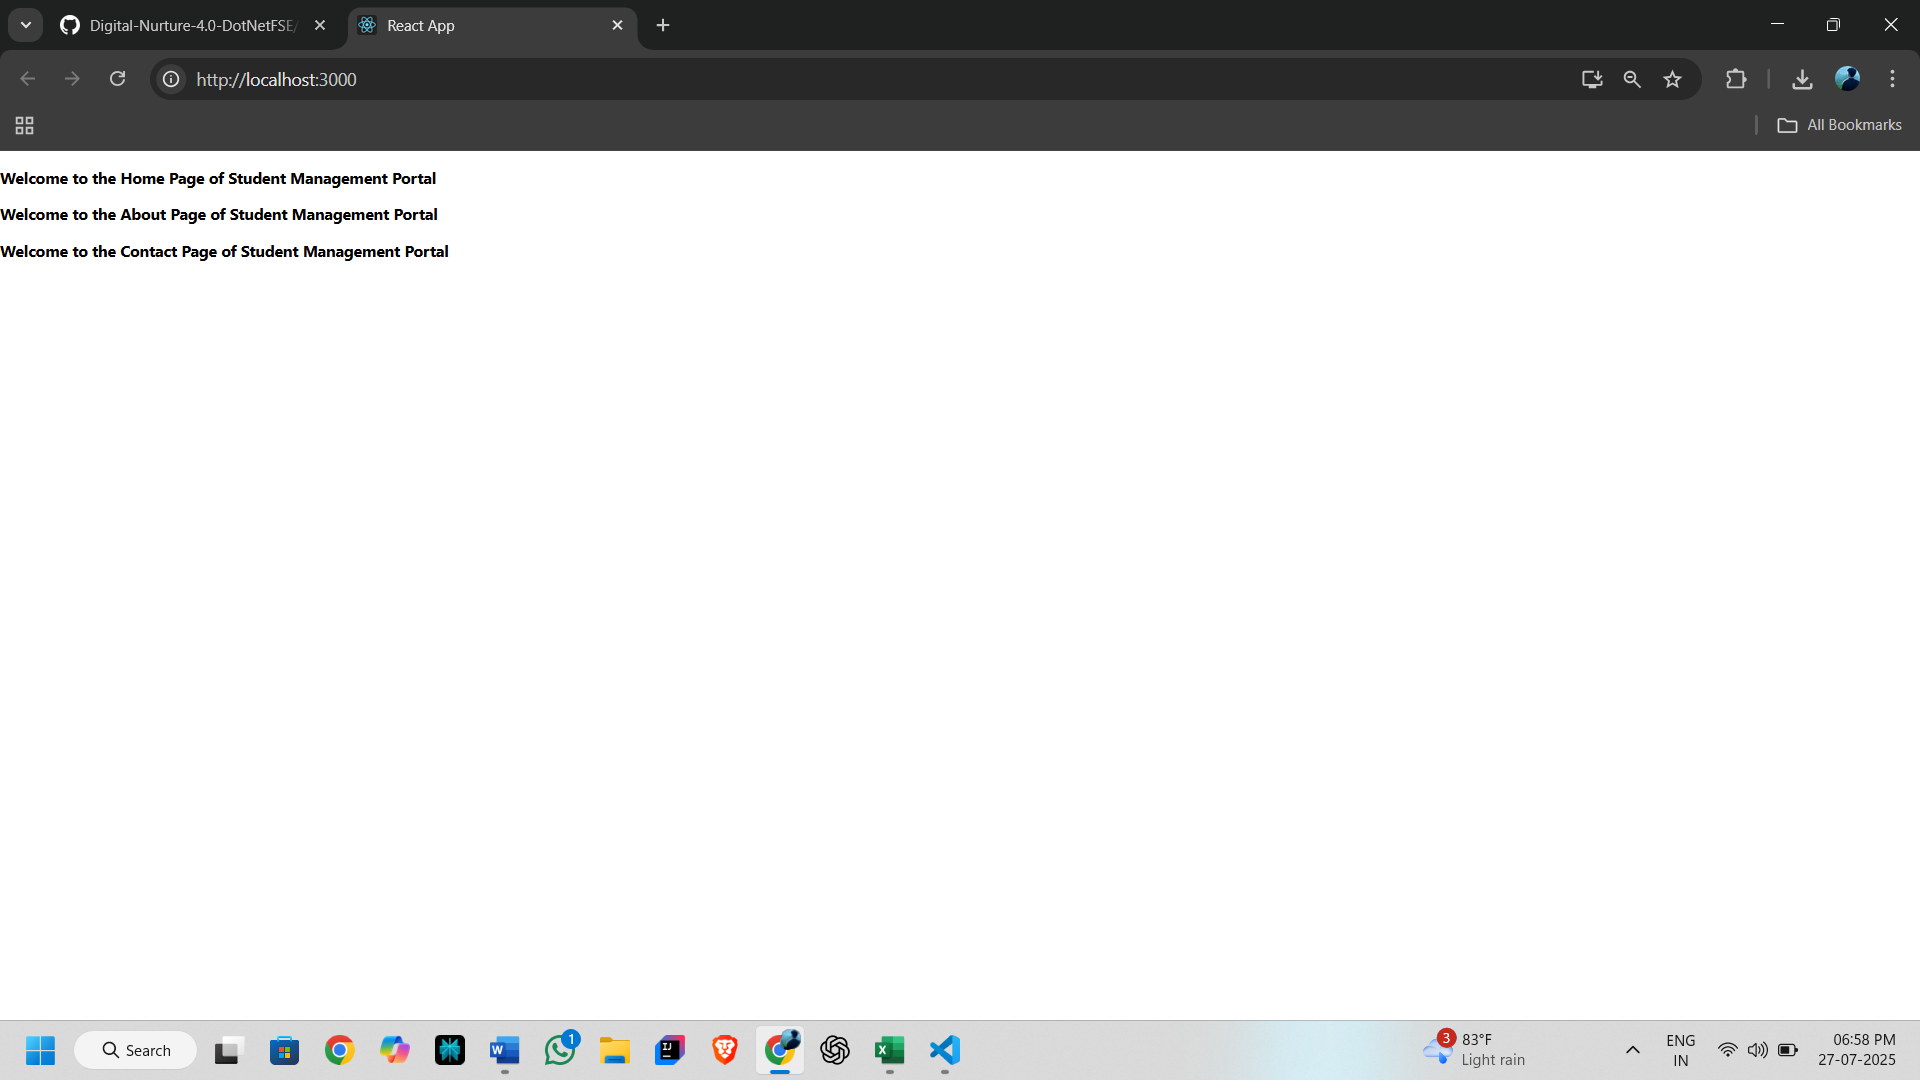 Digital-Nurture-4.0-DotNetFSE/
React App
http://localhost:3000
All Bookmarks
Welcome to the Home Page of Student Management Portal
Welcome to the About Page of Student Management Portal
Welcome to the Contact Page of Student Management Portal
Search
1
3
83°F
Light rain
ENG
IN
06:58 PM
27-07-2025